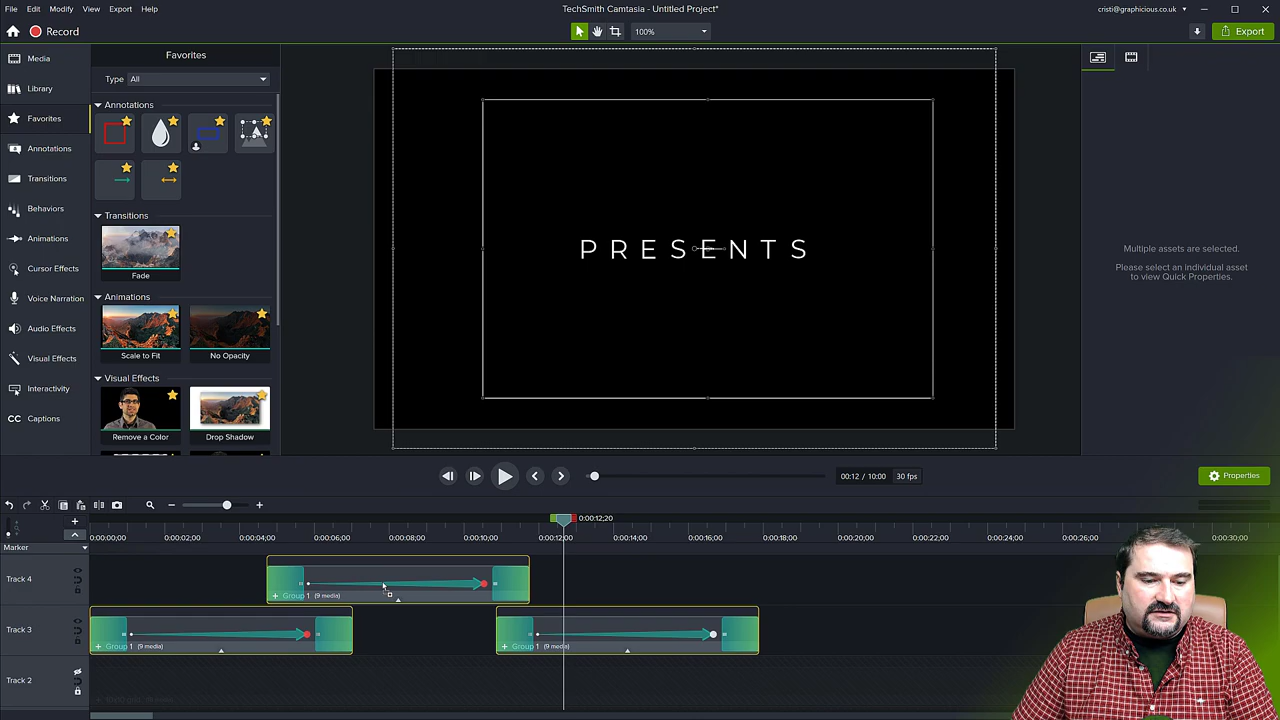 TechSmith Camtasia - Untitled Project*
File Edit Modify View Export Help
cristi@graphicious.co.uk
Record
100%
Export
Media
Library
Favorites
Annotations
Transitions
Behaviors
Animations
Cursor Effects
Voice Narration
Audio Effects
Visual Effects
Interactivity
CC Captions
Favorites
Type All
Annotations
Transitions
Fade
Animations
Scale to Fit No Opacity
Visual Effects
Remove a Color Drop Shadow
PRESENTS
Multiple assets are selected.
Please select an individual asset
to view Quick Properties.
00:12 / 10:00 30 fps
Properties
0:00:12;20
0:00:00;00 0:00:02;00 0:00:04;00 0:00:06;00 0:00:08;00 0:00:10;00 0:00:12;00 0:00:14;00 0:00:16;00 0:00:18;00 0:00:20;00 0:00:22;00 0:00:24;00 0:00:26;00 0:00:30;00
Marker
Track 4
+ Group 1 (9 media)
Track 3
+ Group 1 (9 media) + Group 1 (9 media)
Track 2